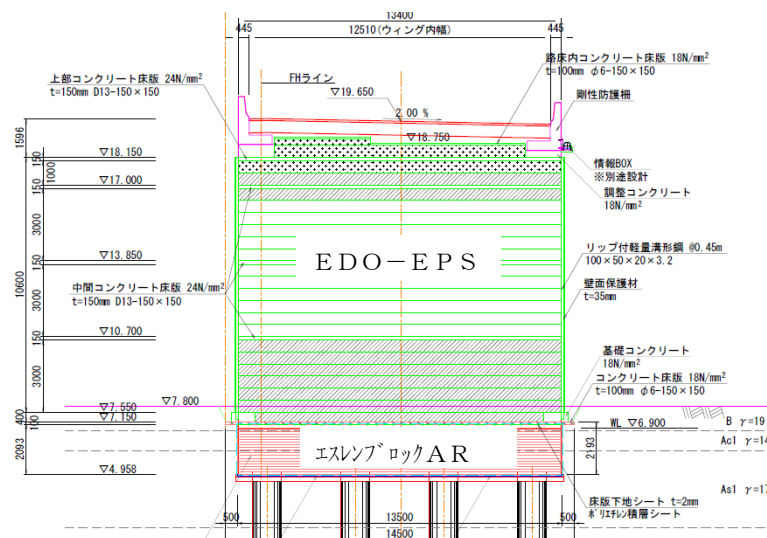 13400
445
12510(ウィング内幅)
445
上部コンクリート床版 24N/mm²
t=150mm D13-150×150
FHライン
▽19.650
2.00 %
路床内コンクリート床版 18N/mm²
t=100mm φ6-150×150
剛性防護柵
▽18.750
1596
150
▽18.150
1000
150
▽17.000
情報BOX
※別途設計
調整コンクリート
18N/mm²
3000
EDO-EPS
リップ付軽量溝形鋼 @0.45m
100×50×20×3.2
▽13.850
150
10600
中間コンクリート床版 24N/mm²
t=150mm D13-150×150
壁面保護材
t=35mm
3000
▽10.700
150
3000
基礎コンクリート
18N/mm²
コンクリート床版 18N/mm²
t=100mm φ6-150×150
▽7.800
▽7.550
▽7.150
400
100
WL ▽6.900
B γ=19
Ac1 γ=14
エスレンブロックAR
2093
2193
▽4.958
As1 γ=17
床版下地シート t=2mm
ポリエチレン積層シート
500
13500
500
14500